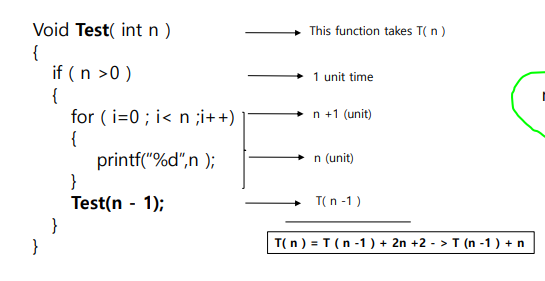 Void Test( int n )
This function takes T( n )
{
if ( n >0 )
1 unit time
{
for ( i=0 ; i< n ;i++)
n +1 (unit)
{
printf("%d",n );
n (unit)
}
Test(n - 1);
T( n -1 )
}
}
T( n ) = T ( n -1 ) + 2n +2 - > T (n -1 ) + n